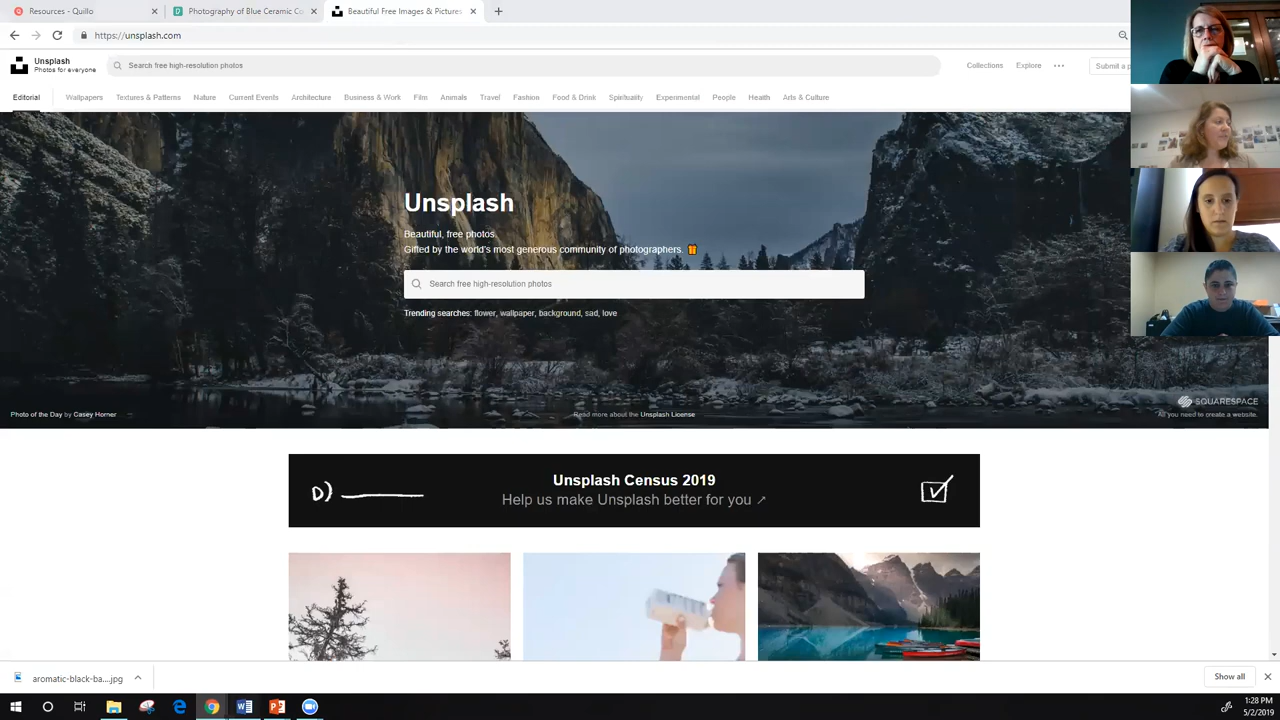 Resources - Quillo
Photography of Blue Ceramic Co
Beautiful Free Images & Pictures
https://unsplash.com
Unsplash
Photos for everyone
Search free high-resolution photos
Collections
Explore
Submit a p
Editorial
Wallpapers
Textures & Patterns
Nature
Current Events
Architecture
Business & Work
Film
Animals
Travel
Fashion
Food & Drink
Spirituality
Experimental
People
Health
Arts & Culture
Unsplash
Beautiful, free photos.
Gifted by the world's most generous community of photographers.
Search free high-resolution photos
Trending searches: flower, wallpaper, background, sad, love
Photo of the Day by Casey Horner
Read more about the Unsplash License
SQUARESPACE
All you need to create a website.
D)
Unsplash Census 2019
Help us make Unsplash better for you ↗
aromatic-black-ba....jpg
Show all
1:28 PM
5/2/2019